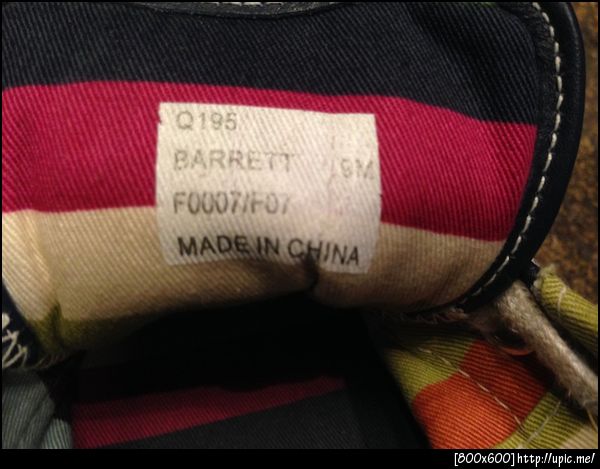 Q195
BARRETT 9M
F0007/F07
MADE IN CHINA
[800x600]http://upic.me/